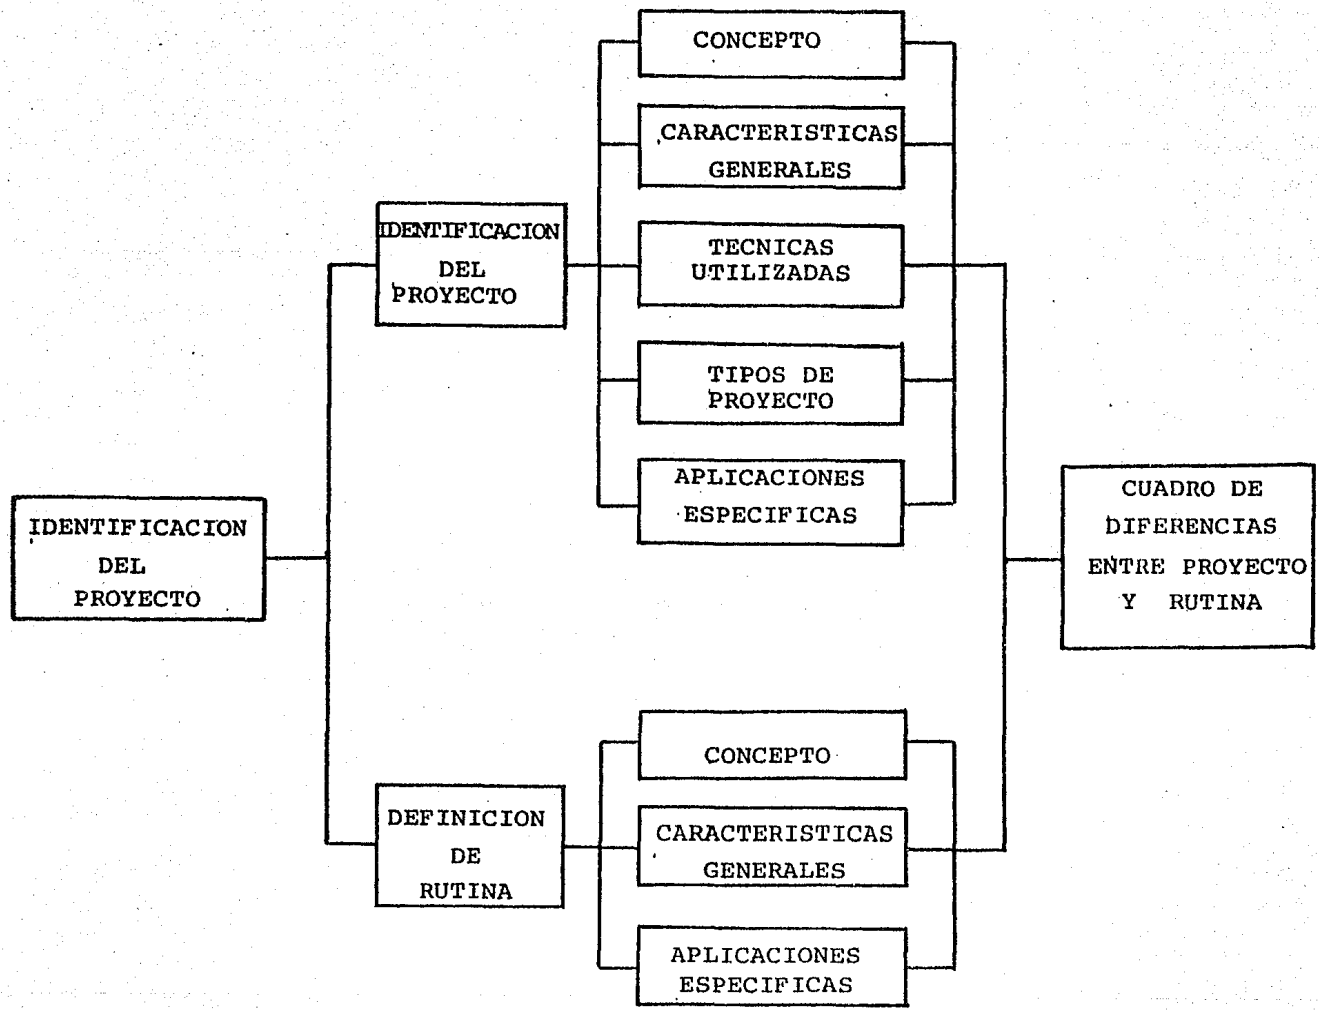 CONCEPTO
CARACTERISTICAS
GENERALES
IDENTIFICACION
DEL
PROYECTO
TECNICAS
UTILIZADAS
TIPOS DE
PROYECTO
APLICACIONES
ESPECIFICAS
IDENTIFICACION
DEL
PROYECTO
CUADRO DE
DIFERENCIAS
ENTRE PROYECTO
Y RUTINA
CONCEPTO
DEFINICION
DE
RUTINA
CARACTERISTICAS
GENERALES
APLICACIONES
ESPECIFICAS